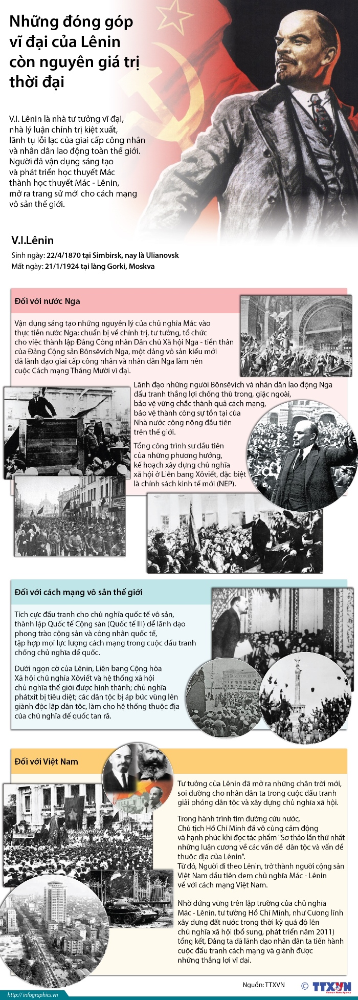 Những đóng góp
vĩ đại của Lênin
còn nguyên giá trị
thời đại
V.I. Lênin là nhà tư tưởng vĩ đại,
nhà lý luận chính trị kiệt xuất,
lãnh tụ lỗi lạc của giai cấp công nhân
và nhân dân lao động toàn thế giới.
Người đã vận dụng sáng tạo
và phát triển học thuyết Mác
thành học thuyết Mác - Lênin,
mở ra trang sử mới cho cách mạng
vô sản thế giới.
V.I.Lênin
Sinh ngày: 22/4/1870 tại Simbirsk, nay là Ulianovsk
Mất ngày: 21/1/1924 tại làng Gorki, Moskva
Đối với nước Nga
Vận dụng sáng tạo những nguyên lý của chủ nghĩa Mác vào
thực tiễn nước Nga; chuẩn bị về chính trị, tư tưởng, tổ chức
cho việc thành lập Đảng Công nhân Dân chủ Xã hội Nga - tiền thân
của Đảng Cộng sản Bônsêvích Nga, một đảng vô sản kiểu mới
đã lãnh đạo giai cấp công nhân và nhân dân Nga làm nên
cuộc Cách mạng Tháng Mười vĩ đại.
Lãnh đạo những người Bônsêvích và nhân dân lao động Nga
đấu tranh thắng lợi chống thù trong, giặc ngoài,
bảo vệ vững chắc thành quả cách mạng,
bảo vệ thành công sự tồn tại của
Nhà nước công nông đầu tiên
trên thế giới.
Tổng công trình sư đầu tiên
của những phương hướng,
kế hoạch xây dựng chủ nghĩa
xã hội ở Liên bang Xôviết, đặc biệt
là chính sách kinh tế mới (NEP).
Đối với cách mạng vô sản thế giới
Tích cực đấu tranh cho chủ nghĩa quốc tế vô sản,
thành lập Quốc tế Cộng sản (Quốc tế III) để lãnh đạo
phong trào cộng sản và công nhân quốc tế,
tập hợp mọi lực lượng cách mạng trong cuộc đấu tranh
chống chủ nghĩa đế quốc.
Dưới ngọn cờ của Lênin, Liên bang Cộng hòa
Xã hội chủ nghĩa Xôviết và hệ thống xã hội
chủ nghĩa thế giới được hình thành; chủ nghĩa
phátxít bị tiêu diệt; các dân tộc bị áp bức vùng lên
giành độc lập dân tộc, làm cho hệ thống thuộc địa
của chủ nghĩa đế quốc tan rã.
Đối với Việt Nam
Tư tưởng của Lênin đã mở ra những chân trời mới,
soi đường cho nhân dân ta trong cuộc đấu tranh
giải phóng dân tộc và xây dựng chủ nghĩa xã hội.
Trong hành trình tìm đường cứu nước,
Chủ tịch Hồ Chí Minh đã vô cùng cảm động
và hạnh phúc khi đọc tác phẩm "Sơ thảo lần thứ nhất
những luận cương về các vấn đề dân tộc và vấn đề
thuộc địa của Lênin".
Từ đó, Người đi theo Lênin, trở thành người cộng sản
Việt Nam đầu tiên đem chủ nghĩa Mác - Lênin
về với cách mạng Việt Nam.
Nhờ đứng vững trên lập trường của chủ nghĩa
Mác - Lênin, tư tưởng Hồ Chí Minh, như Cương lĩnh
xây dựng đất nước trong thời kỳ quá độ lên
chủ nghĩa xã hội (bổ sung, phát triển năm 2011)
tổng kết, Đảng ta đã lãnh đạo nhân dân ta tiến hành
cuộc đấu tranh cách mạng và giành được
những thắng lợi vĩ đại.
Nguồn: TTXVN
© TTXVN
Vietnam News Agency
http://infographics.vn